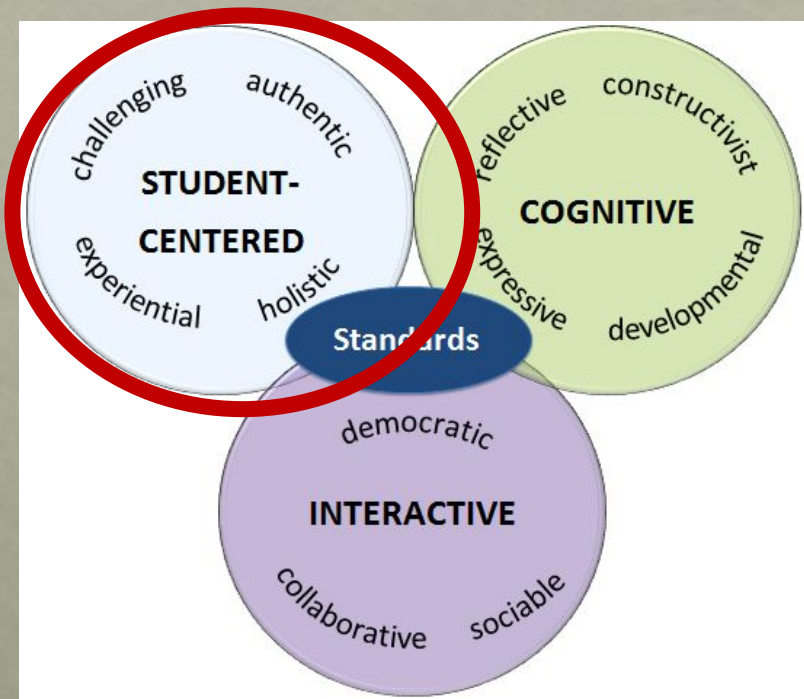 challenging
authentic
STUDENT-
CENTERED
experiential
holistic
reflective
constructivist
COGNITIVE
expressive
developmental
Standards
democratic
INTERACTIVE
collaborative
sociable